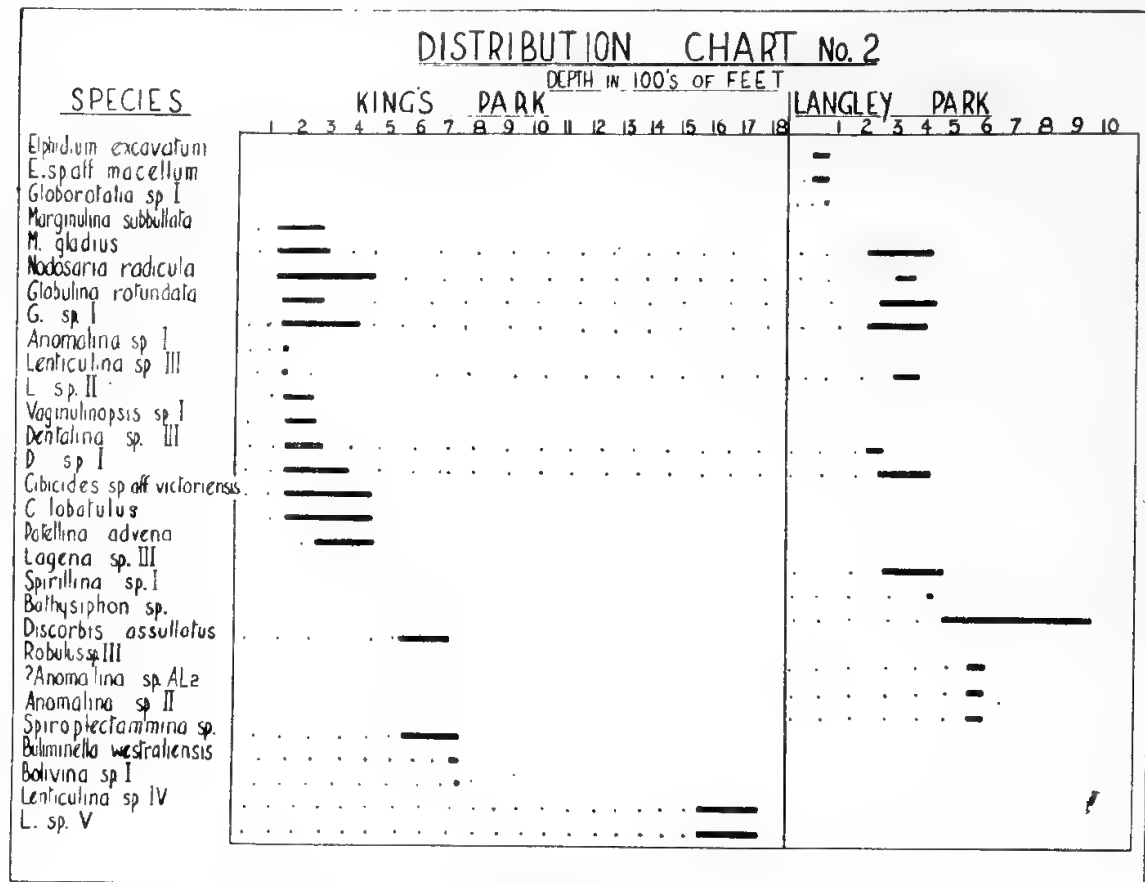 DISTRIBUTION CHART No. 2
DEPTH IN 100's OF FEET
SPECIES
KING'S PARK
LANGLEY PARK
1 2 3 4 5 6 7 8 9 10 11 12 13 14 15 16 17 18
1 2 3 4 5 6 7 8 9 10
Elphidium excavatum
E. sp aff macellum
Globorotalia sp I
Marginulina subbullata
M. gladius
Nodosaria radicula
Globulina rotundata
G. sp I
Anomalina sp I
Lenticulina sp III
L sp. II
Vaginulinopsis sp I
Dentalina sp. III
D sp I
Cibicides sp aff victoriensis
C lobatulus
Patellina advena
Lagena sp. III
Spirillina sp. I
Bathysiphon sp.
Discorbis assulatus
Robulus sp III
?Anomalina sp. AL2
Anomalina sp II
Spiroplectammina sp.
Buliminella westraliensis
Bolivina sp I
Lenticulina sp IV
L. sp. V